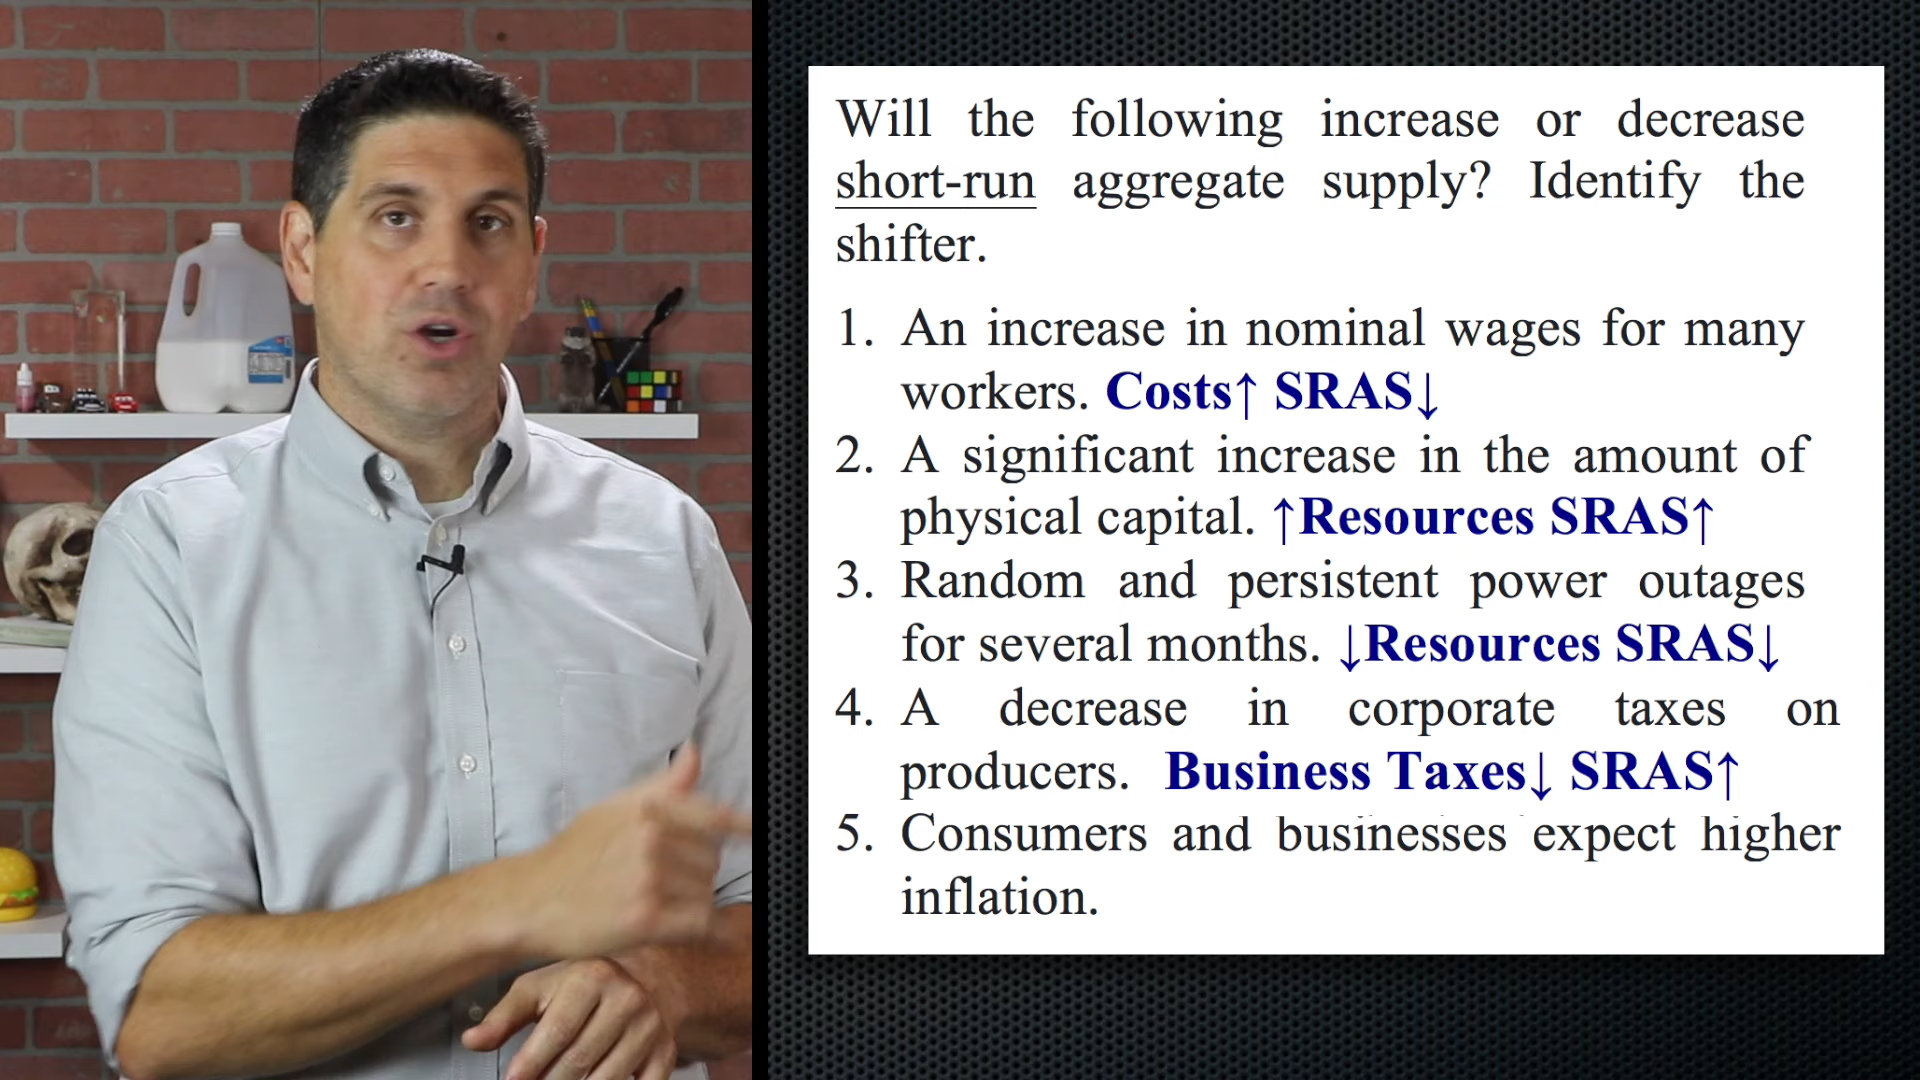 Will the following increase or decrease
short-run aggregate supply? Identify the
shifter.
1. An increase in nominal wages for many
workers. Costs↑ SRAS↓
2. A significant increase in the amount of
physical capital. ↑Resources SRAS↑
3. Random and persistent power outages
for several months. ↓Resources SRAS↓
4. A decrease in corporate taxes on
producers. Business Taxes↓ SRAS↑
5. Consumers and businesses expect higher
inflation.